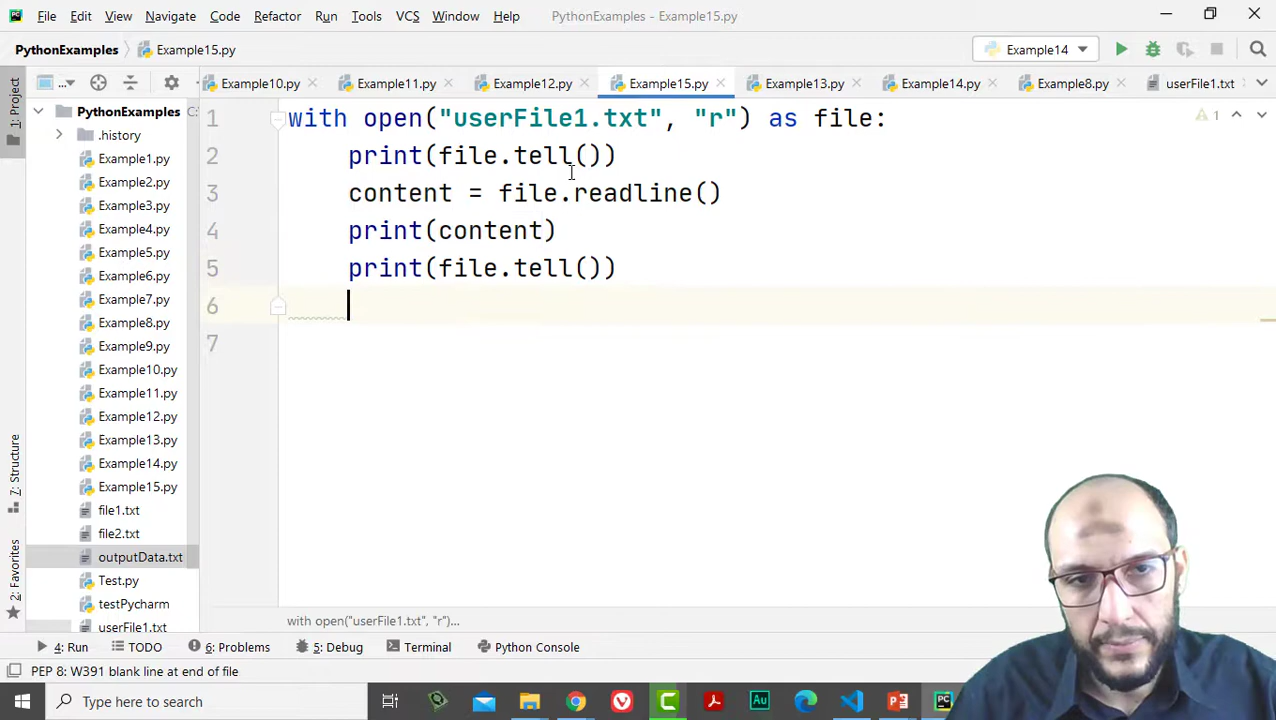 File Edit View Navigate Code Refactor Run Tools VCS Window Help PythonExamples - Example15.py
PythonExamples Example15.py Example14
1: Project
... Example10.py Example11.py Example12.py Example15.py Example13.py Example14.py Example8.py userFile1.txt
PythonExamples
.history
Example1.py
Example2.py
Example3.py
Example4.py
Example5.py
Example6.py
Example7.py
Example8.py
Example9.py
Example10.py
Example11.py
Example12.py
Example13.py
Example14.py
Example15.py
file1.txt
file2.txt
outputData.txt
Test.py
testPycharm
userFile1.txt
7: Structure
2: Favorites
1 with open("userFile1.txt", "r") as file:
2 print(file.tell())
3 content = file.readline()
4 print(content)
5 print(file.tell())
6
7
1
with open("userFile1.txt", "r")...
4: Run TODO 6: Problems 5: Debug Terminal Python Console
PEP 8: W391 blank line at end of file
Type here to search